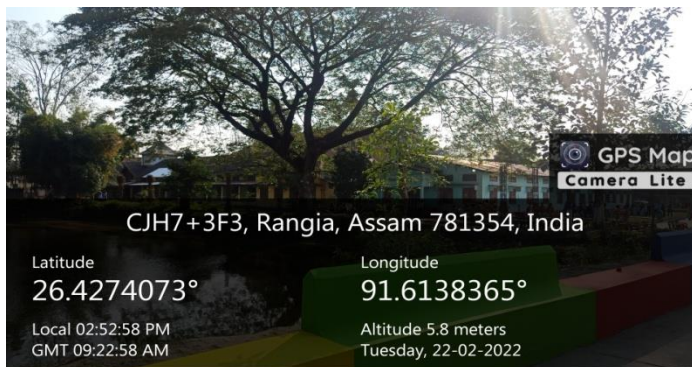 GPS Map
Camera Lite
CJH7+3F3, Rangia, Assam 781354, India
Latitude
26.4274073°
Longitude
91.6138365°
Local 02:52:58 PM
GMT 09:22:58 AM
Altitude 5.8 meters
Tuesday, 22-02-2022